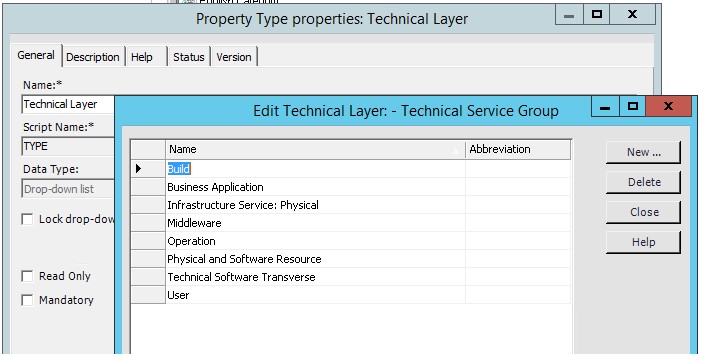 Property Type properties: Technical Layer
x
General Description Help Status Version
Name:*
Technical Layer
Script Name:*
TYPE
Data Type:
Drop-down list
Lock drop-dow
Read Only
Mandatory
Edit Technical Layer: - Technical Service Group
x
Name Abbreviation
Build
Business Application
Infrastructure Service: Physical
Middleware
Operation
Physical and Software Resource
Technical Software Transverse
User
New ...
Delete
Close
Help